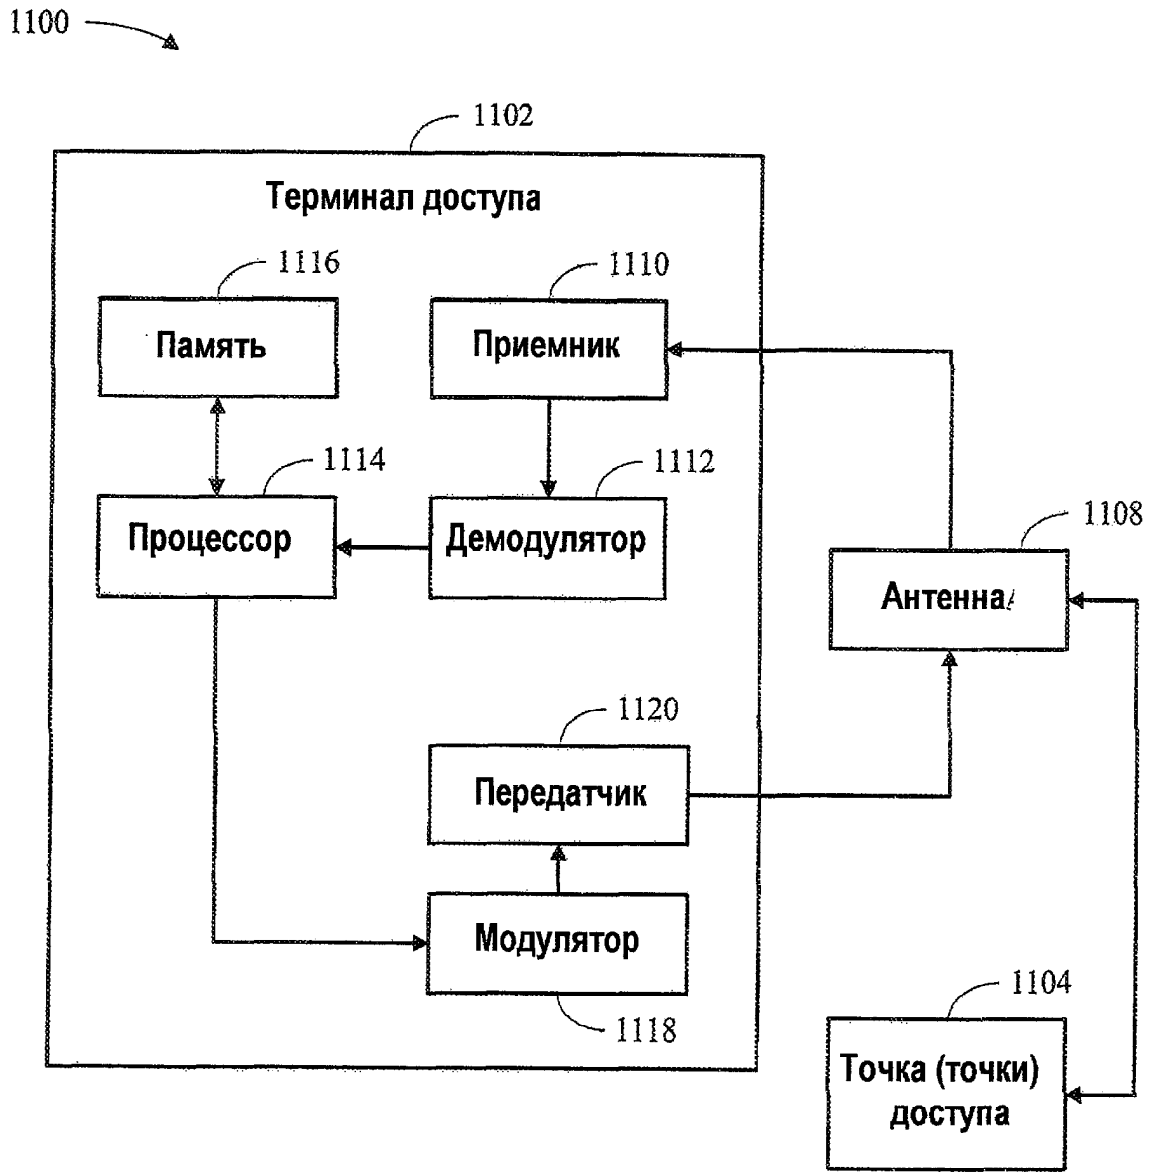 1100
1102
Терминал доступа
1116
1110
Память
Приемник
1114
1112
Процессор
Демодулятор
1108
Антенна
1120
Передатчик
Модулятор
1118
1104
Точка (точки)
доступа